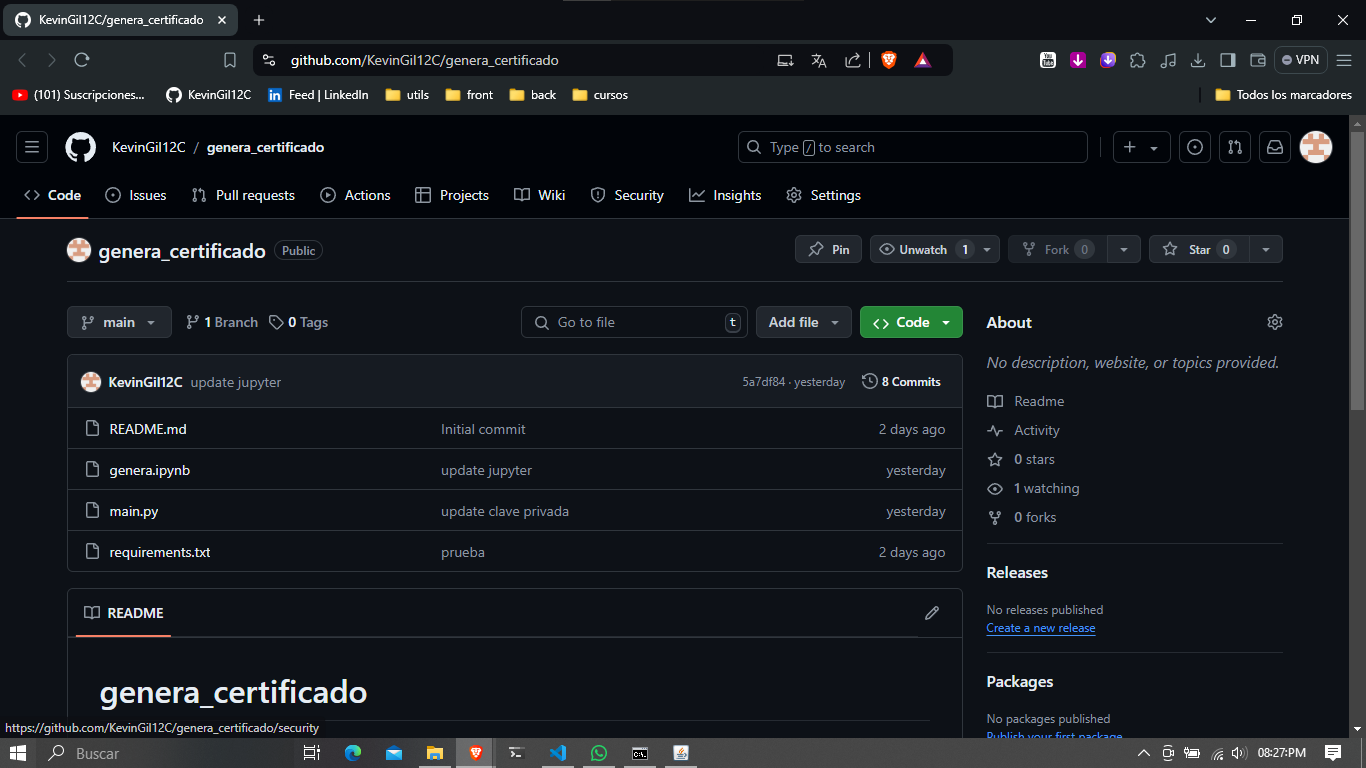 KevinGil12C/genera_certificado
github.com/KevinGil12C/genera_certificado
VPN
(101) Suscripciones...
KevinGil12C
Feed | LinkedIn
utils
front
back
cursos
Todos los marcadores
KevinGil12C / genera_certificado
Type / to search
Code
Issues
Pull requests
Actions
Projects
Wiki
Security
Insights
Settings
genera_certificado Public
Pin
Unwatch 1
Fork 0
Star 0
main
1 Branch
0 Tags
Go to file t
Add file
Code
KevinGil12C update jupyter 5a7df84 · yesterday 8 Commits
README.md Initial commit 2 days ago
genera.ipynb update jupyter yesterday
main.py update clave privada yesterday
requirements.txt prueba 2 days ago
README
genera_certificado
About
No description, website, or topics provided.
Readme
Activity
0 stars
1 watching
0 forks
Releases
No releases published
Create a new release
Packages
No packages published
Publish your first package
https://github.com/KevinGil12C/genera_certificado/security
Buscar
08:27:PM